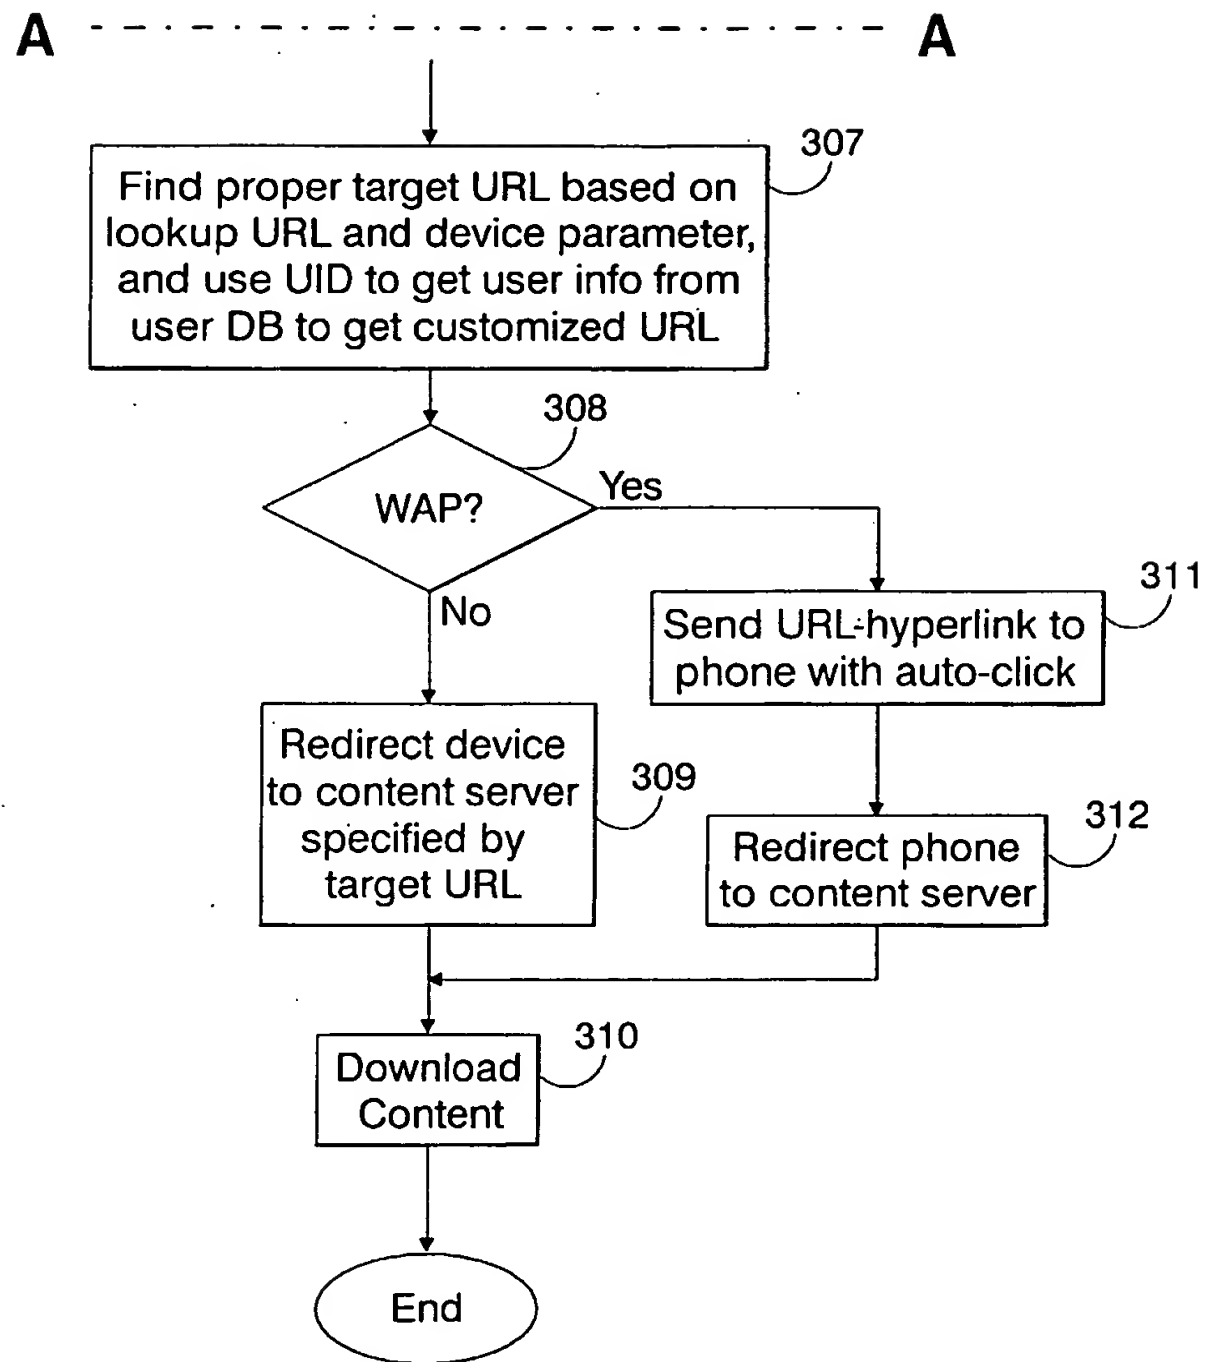 A A
307
Find proper target URL based on
lookup URL and device parameter,
and use UID to get user info from
user DB to get customized URL
308
WAP?
Yes
No
311
Send URL-hyperlink to
phone with auto-click
Redirect device
to content server
specified by
target URL
309
312
Redirect phone
to content server
310
Download
Content
End